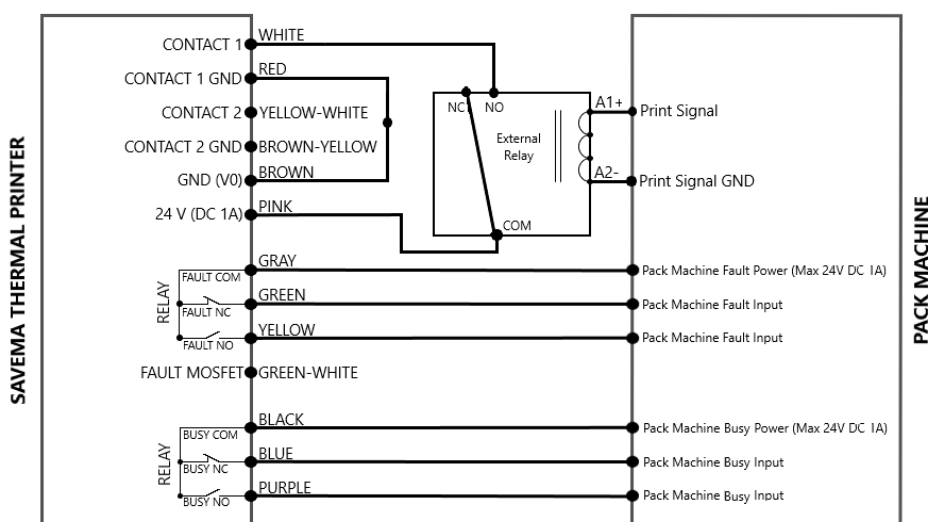 SAVEMA THERMAL PRINTER
CONTACT 1
WHITE
CONTACT 1 GND
RED
CONTACT 2
YELLOW-WHITE
CONTACT 2 GND
BROWN-YELLOW
GND (V0)
BROWN
24 V (DC 1A)
PINK
NC
NO
External
Relay
COM
A1+
Print Signal
A2-
Print Signal GND
RELAY
FAULT COM
GRAY
Pack Machine Fault Power (Max 24V DC 1A)
FAULT NC
GREEN
Pack Machine Fault Input
FAULT NO
YELLOW
Pack Machine Fault Input
FAULT MOSFET
GREEN-WHITE
RELAY
BUSY COM
BLACK
Pack Machine Busy Power (Max 24V DC 1A)
BUSY NC
BLUE
Pack Machine Busy Input
BUSY NO
PURPLE
Pack Machine Busy Input
PACK MACHINE